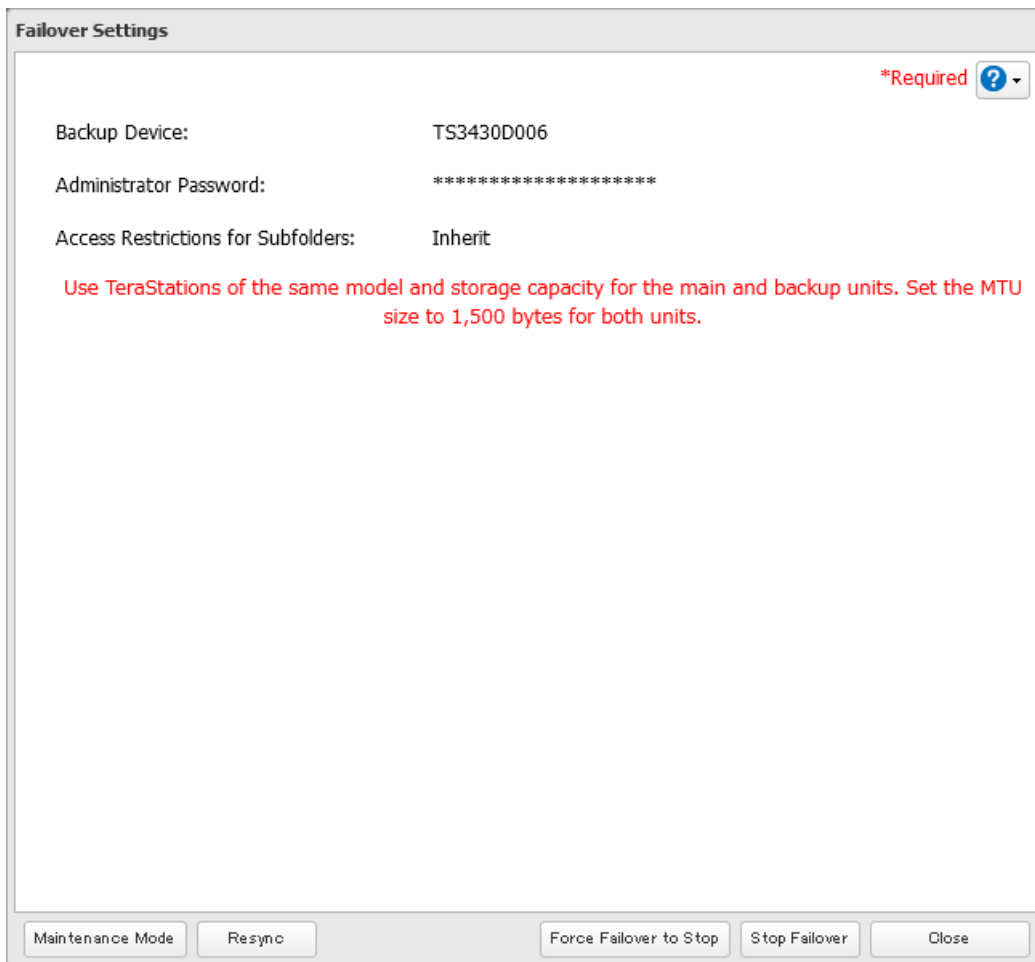 Failover Settings
*Required ?
Backup Device: TS3430D006
Administrator Password: ********************
Access Restrictions for Subfolders: Inherit
Use TeraStations of the same model and storage capacity for the main and backup units. Set the MTU
size to 1,500 bytes for both units.
Maintenance Mode Resync Force Failover to Stop Stop Failover Close